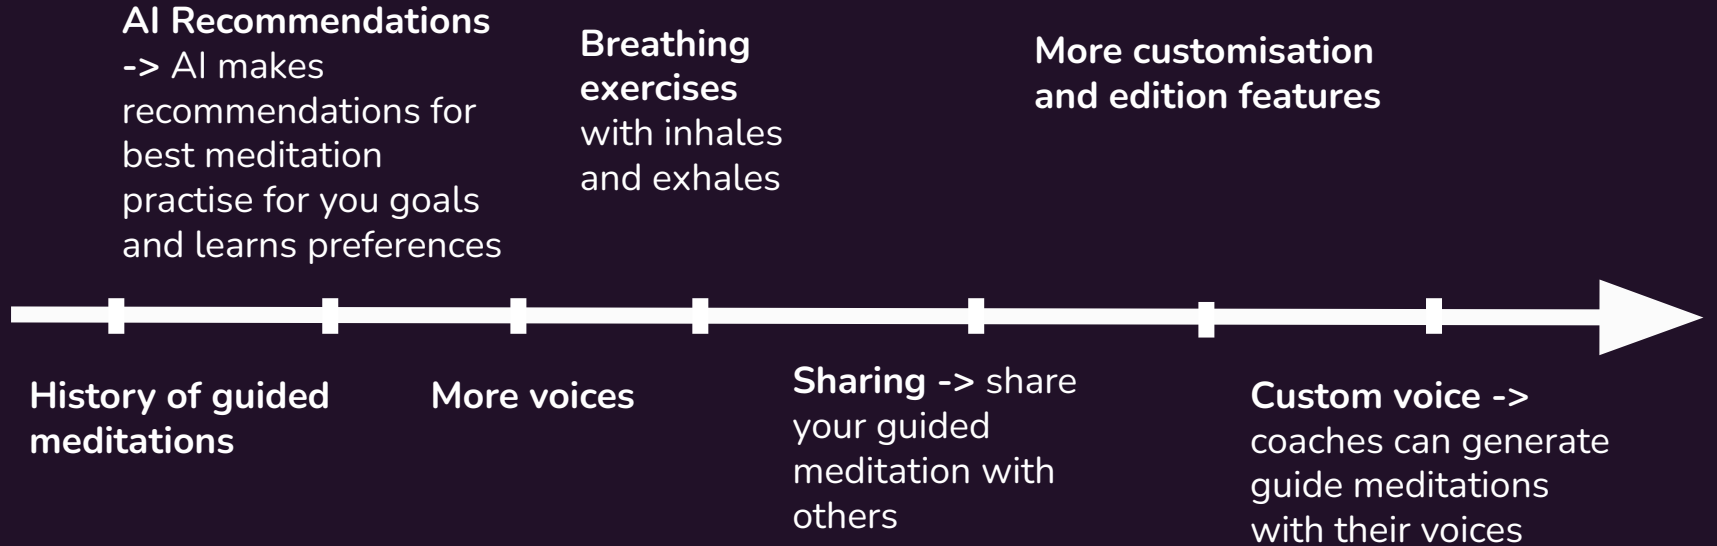 AI Recommendations
-> AI makes
recommendations for
best meditation
practise for you goals
and learns preferences
Breathing
exercises
with inhales
and exhales
More customisation
and edition features
History of guided
meditations
More voices
Sharing -> share
your guided
meditation with
others
Custom voice ->
coaches can generate
guide meditations
with their voices